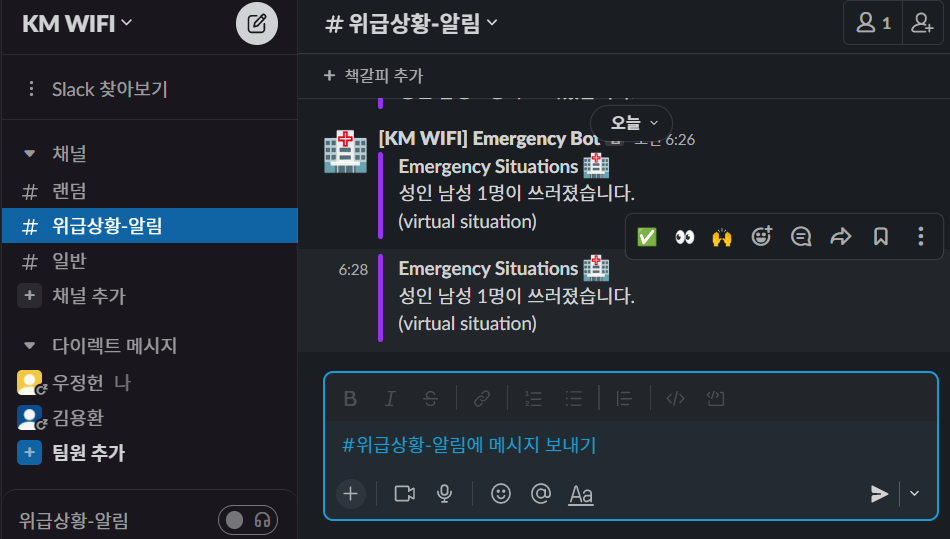 KM WIFI
Slack 찾아보기
채널
# 랜덤
# 위급상황-알림
# 일반
+ 채널 추가
다이렉트 메시지
우정헌 나
김용환
+ 팀원 추가
위급상황-알림
# 위급상황-알림
1
+ 책갈피 추가
오늘
[KM WIFI] Emergency Bot 6:26
Emergency Situations
성인 남성 1명이 쓰러졌습니다.
(virtual situation)
6:28 Emergency Situations
성인 남성 1명이 쓰러졌습니다.
(virtual situation)
B I S
#위급상황-알림에 메시지 보내기
+ @ Aa